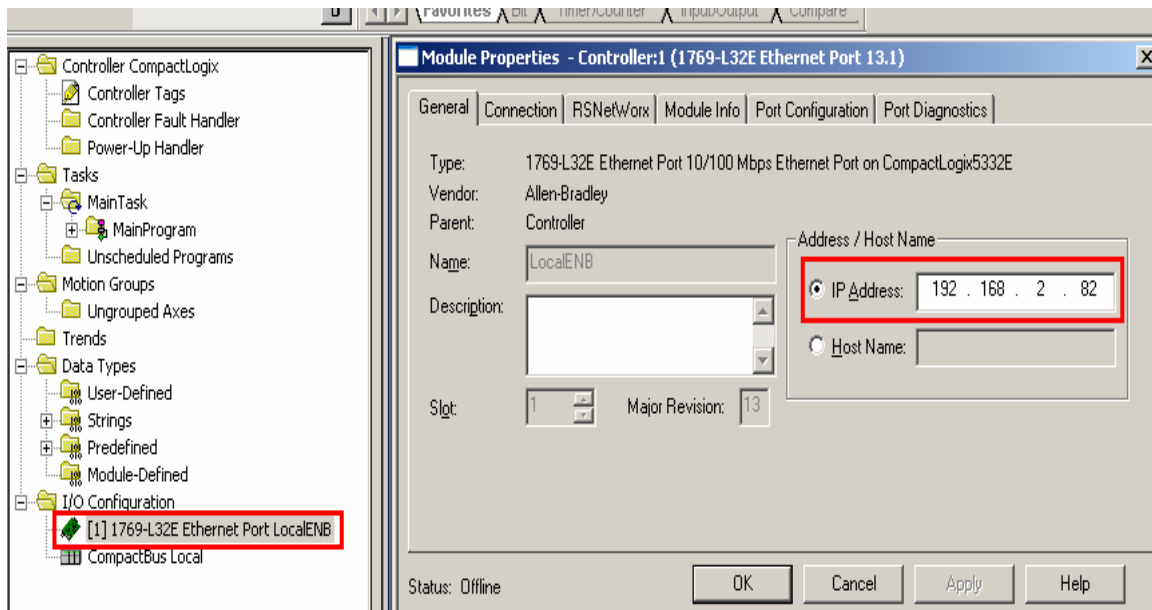 Favorites Bit Timer/Counter Input/Output Compare
Controller CompactLogix
Controller Tags
Controller Fault Handler
Power-Up Handler
Tasks
MainTask
MainProgram
Unscheduled Programs
Motion Groups
Ungrouped Axes
Trends
Data Types
User-Defined
Strings
Predefined
Module-Defined
I/O Configuration
[1] 1769-L32E Ethernet Port LocalENB
CompactBus Local
Module Properties - Controller:1 (1769-L32E Ethernet Port 13.1)
General Connection RSNetWorx Module Info Port Configuration Port Diagnostics
Type: 1769-L32E Ethernet Port 10/100 Mbps Ethernet Port on CompactLogix5332E
Vendor: Allen-Bradley
Parent: Controller
Name: LocalENB
Description:
Slot: 1 Major Revision: 13
Address / Host Name
IP Address: 192 . 168 . 2 . 82
Host Name:
Status: Offline
OK Cancel Apply Help